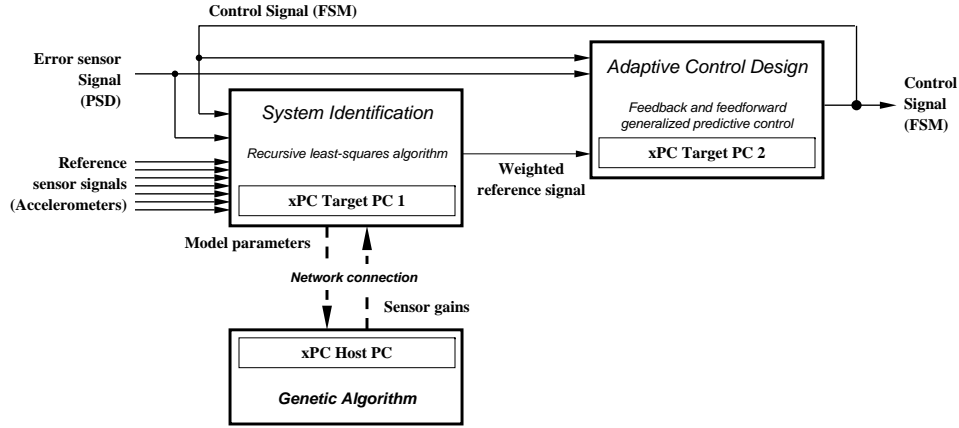 Control Signal (FSM)
Error sensor
Signal
(PSD)
System Identification
Recursive least-squares algorithm
xPC Target PC 1
Adaptive Control Design
Feedback and feedforward
generalized predictive control
xPC Target PC 2
Control
Signal
(FSM)
Reference
sensor signals
(Accelerometers)
Weighted
reference signal
Model parameters
Network connection
Sensor gains
xPC Host PC
Genetic Algorithm